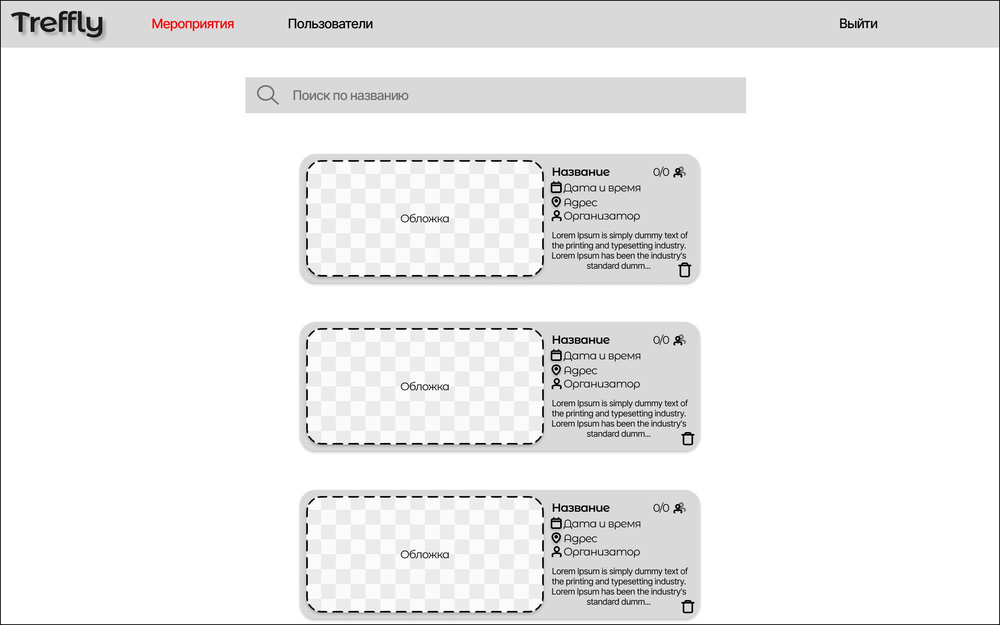 Treffly
Мероприятия
Пользователи
Выйти
Поиск по названию
Обложка
Название
0/0
Дата и время
Адрес
Организатор
Lorem Ipsum is simply dummy text of
the printing and typesetting industry.
Lorem Ipsum has been the industry's
standard dumm...
Обложка
Название
0/0
Дата и время
Адрес
Организатор
Lorem Ipsum is simply dummy text of
the printing and typesetting industry.
Lorem Ipsum has been the industry's
standard dumm...
Обложка
Название
0/0
Дата и время
Адрес
Организатор
Lorem Ipsum is simply dummy text of
the printing and typesetting industry.
Lorem Ipsum has been the industry's
standard dumm...